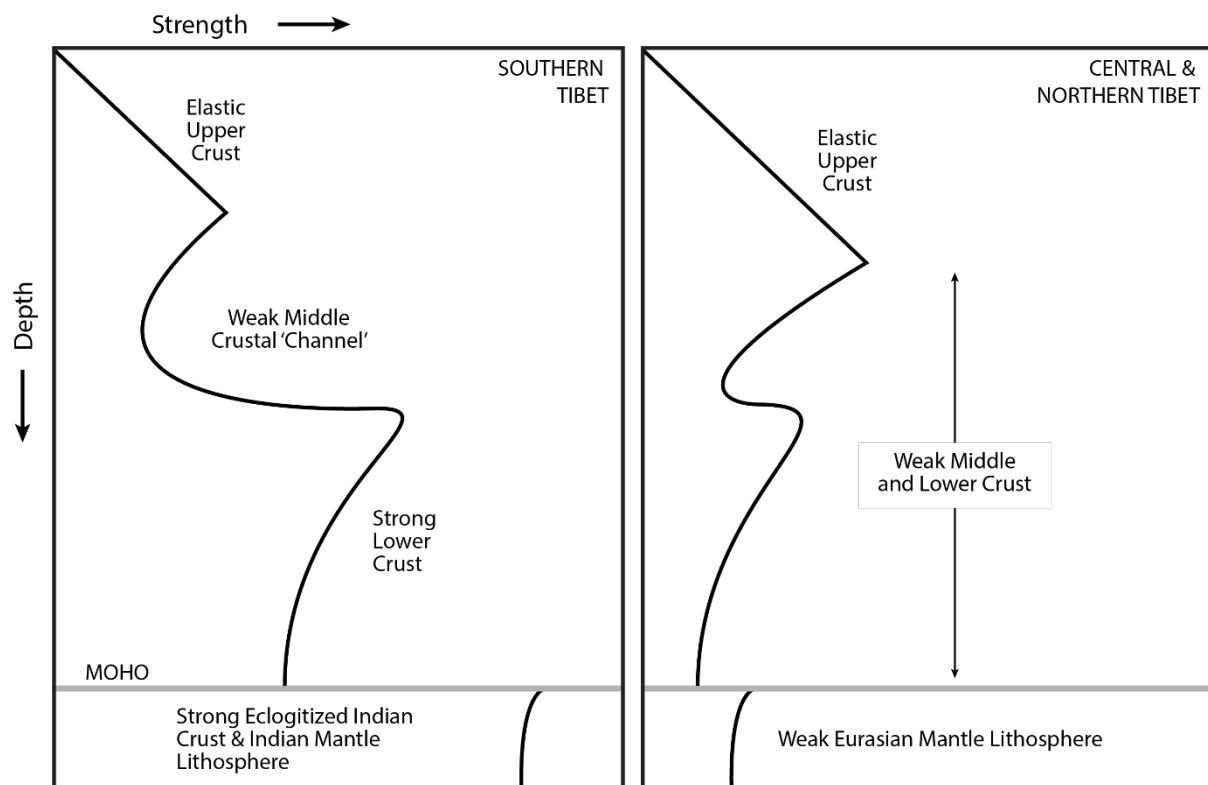 Strength
Depth
SOUTHERN
TIBET
Elastic
Upper
Crust
Weak Middle
Crustal ‘Channel’
Strong
Lower
Crust
MOHO
Strong Eclogitized Indian
Crust & Indian Mantle
Lithosphere
CENTRAL &
NORTHERN TIBET
Elastic
Upper
Crust
Weak Middle
and Lower Crust
Weak Eurasian Mantle Lithosphere